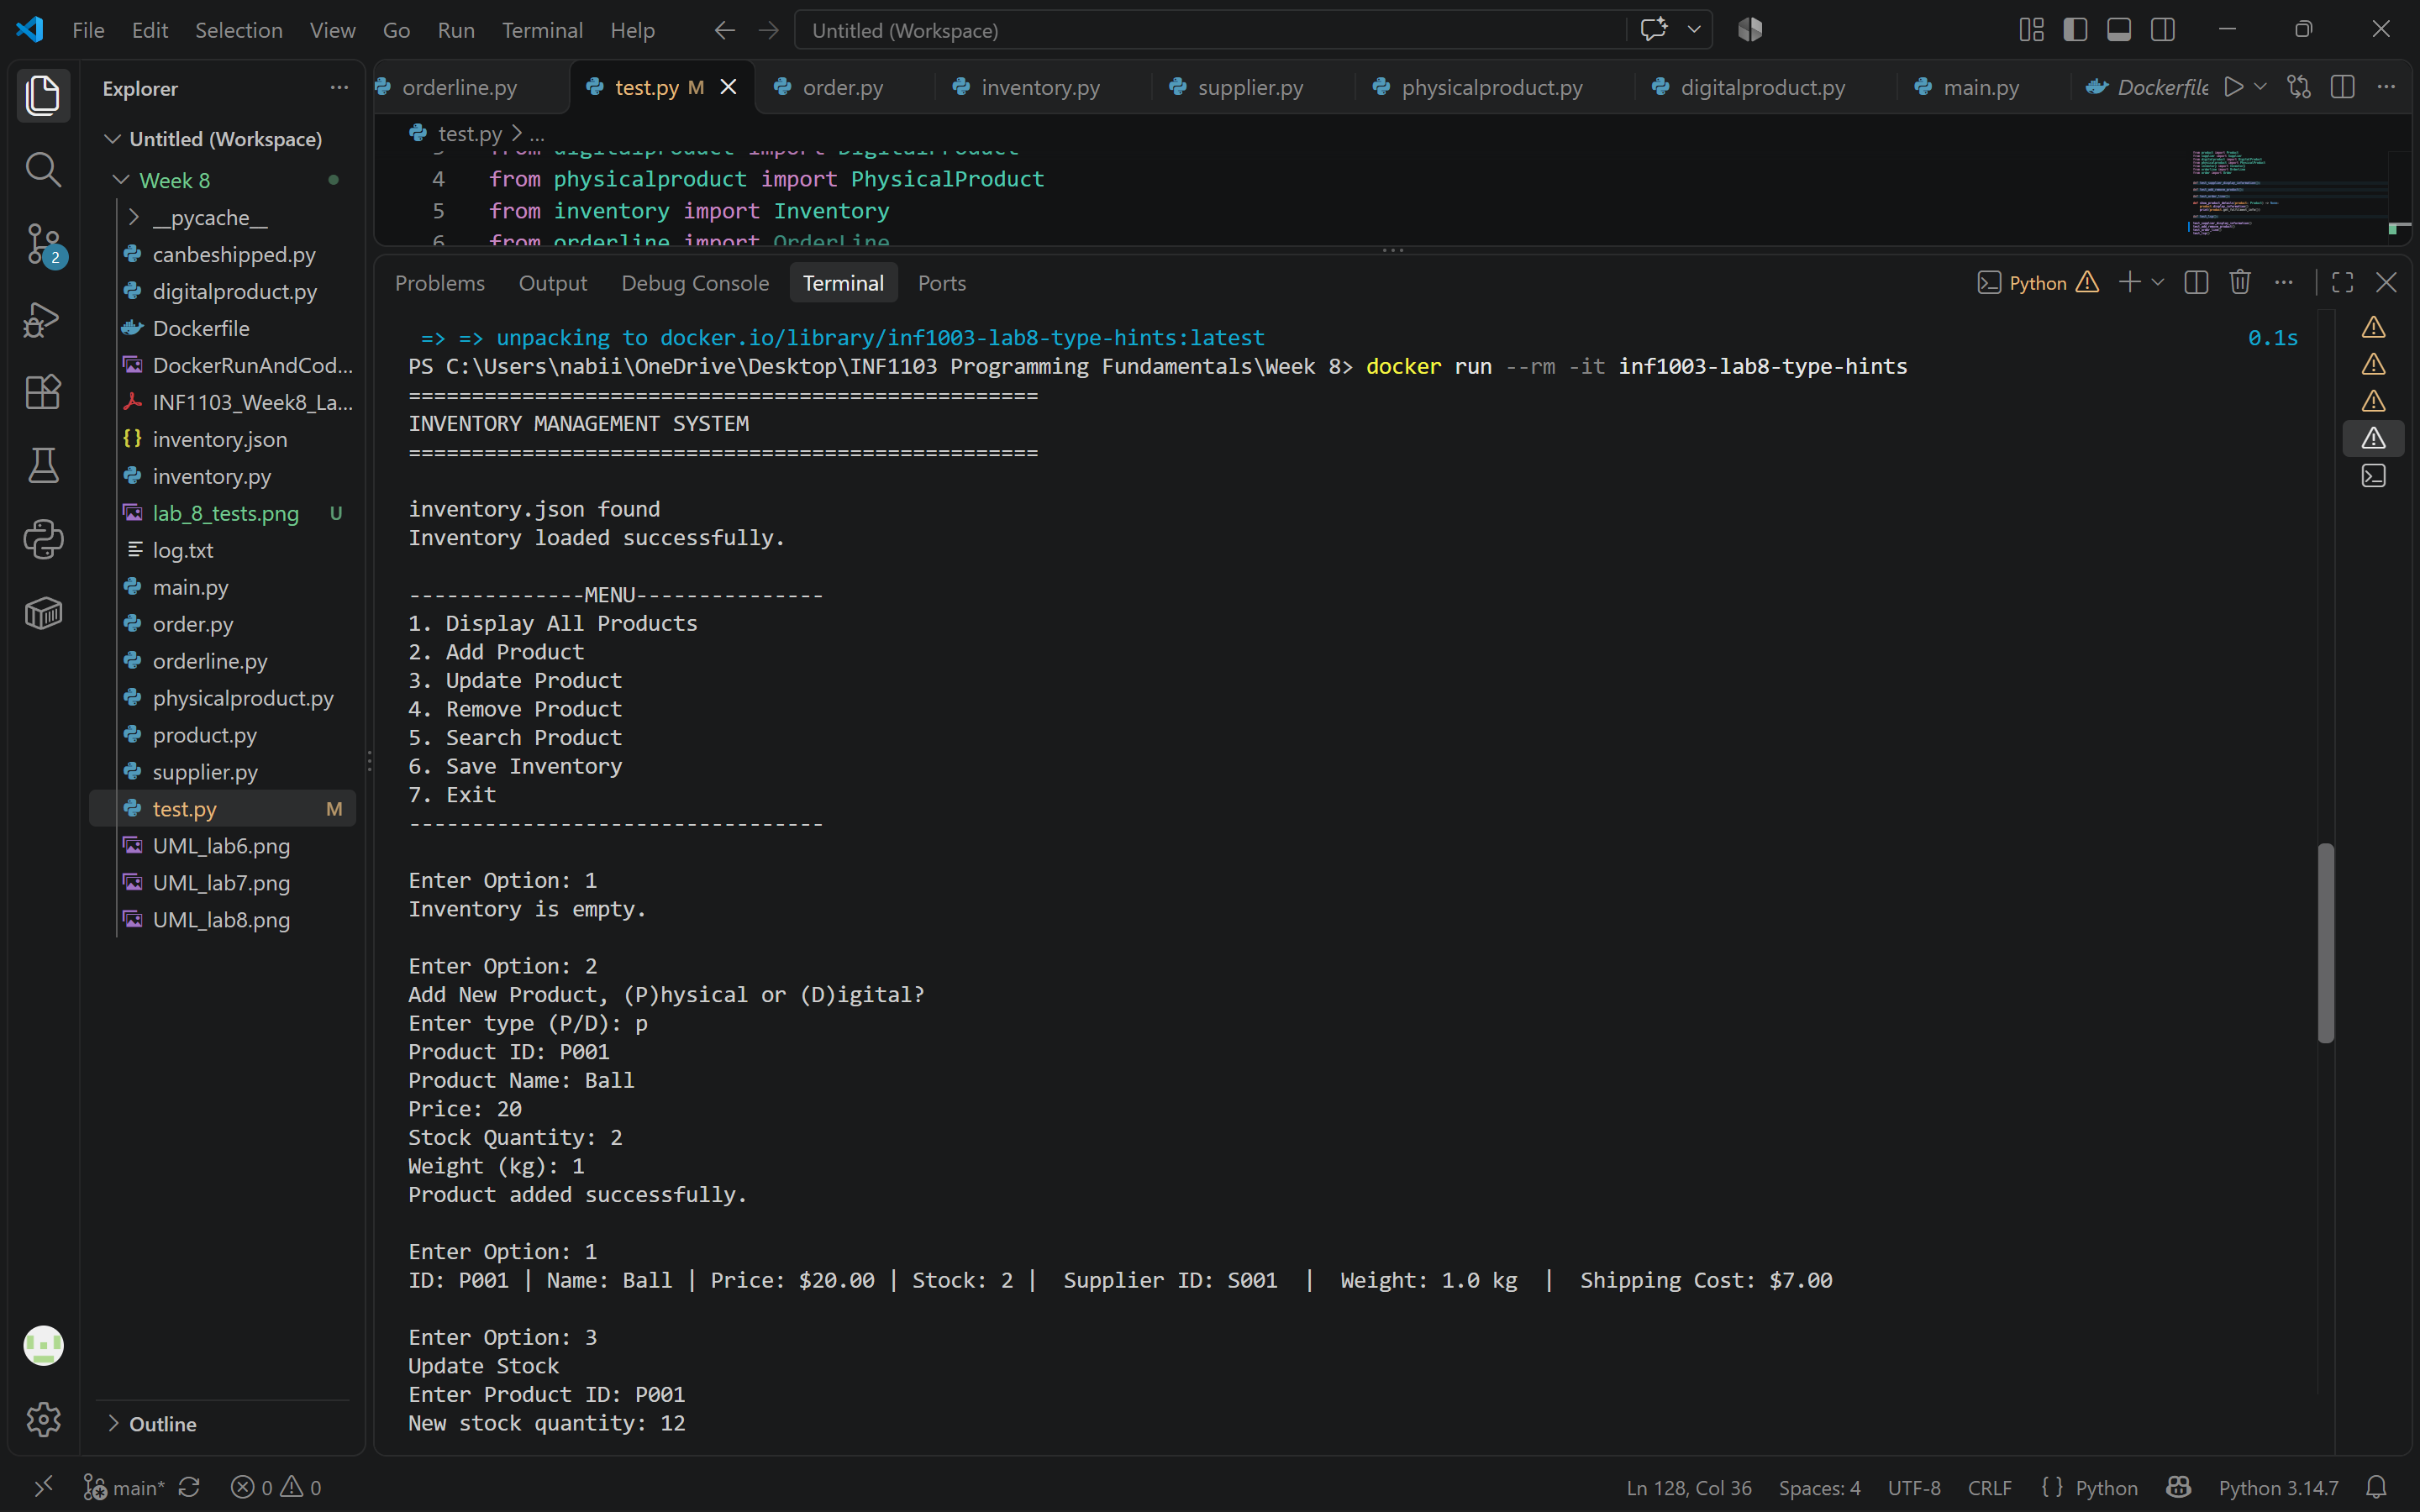 File Edit Selection View Go Run Terminal Help Untitled (Workspace)
Explorer
orderline.py test.py M order.py inventory.py supplier.py physicalproduct.py digitalproduct.py main.py Dockerfile
test.py > ...
Untitled (Workspace)
Week 8
__pycache__
canbeshipped.py
digitalproduct.py
Dockerfile
DockerRunAndCod...
INF1103_Week8_La...
inventory.json
inventory.py
lab_8_tests.png U
log.txt
main.py
order.py
orderline.py
physicalproduct.py
product.py
supplier.py
test.py M
UML_lab6.png
UML_lab7.png
UML_lab8.png
Outline
2
3 from digitalproduct import DigitalProduct
4 from physicalproduct import PhysicalProduct
5 from inventory import Inventory
6 from orderline import OrderLine
Problems Output Debug Console Terminal Ports
Python
=> => unpacking to docker.io/library/inf1003-lab8-type-hints:latest 0.1s
PS C:\Users\nabii\OneDrive\Desktop\INF1103 Programming Fundamentals\Week 8> docker run --rm -it inf1003-lab8-type-hints
==================================================
INVENTORY MANAGEMENT SYSTEM
==================================================
inventory.json found
Inventory loaded successfully.
--------------MENU---------------
1. Display All Products
2. Add Product
3. Update Product
4. Remove Product
5. Search Product
6. Save Inventory
7. Exit
---------------------------------
Enter Option: 1
Inventory is empty.
Enter Option: 2
Add New Product, (P)hysical or (D)igital?
Enter type (P/D): p
Product ID: P001
Product Name: Ball
Price: 20
Stock Quantity: 2
Weight (kg): 1
Product added successfully.
Enter Option: 1
ID: P001 | Name: Ball | Price: $20.00 | Stock: 2 |  Supplier ID: S001  |  Weight: 1.0 kg  |  Shipping Cost: $7.00
Enter Option: 3
Update Stock
Enter Product ID: P001
New stock quantity: 12
main* 0 0 Ln 128, Col 36 Spaces: 4 UTF-8 CRLF {} Python Python 3.14.7